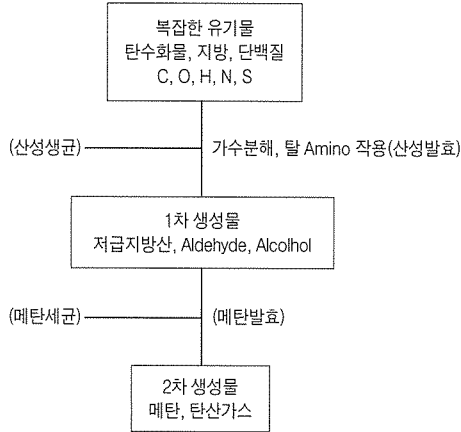 복잡한 유기물
탄수화물, 지방, 단백질
C, O, H, N, S
(산성생균) 가수분해, 탈 Amino 작용(산성발효)
1차 생성물
저급지방산, Aldehyde, Alcolhol
(메탄세균) (메탄발효)
2차 생성물
메탄, 탄산가스